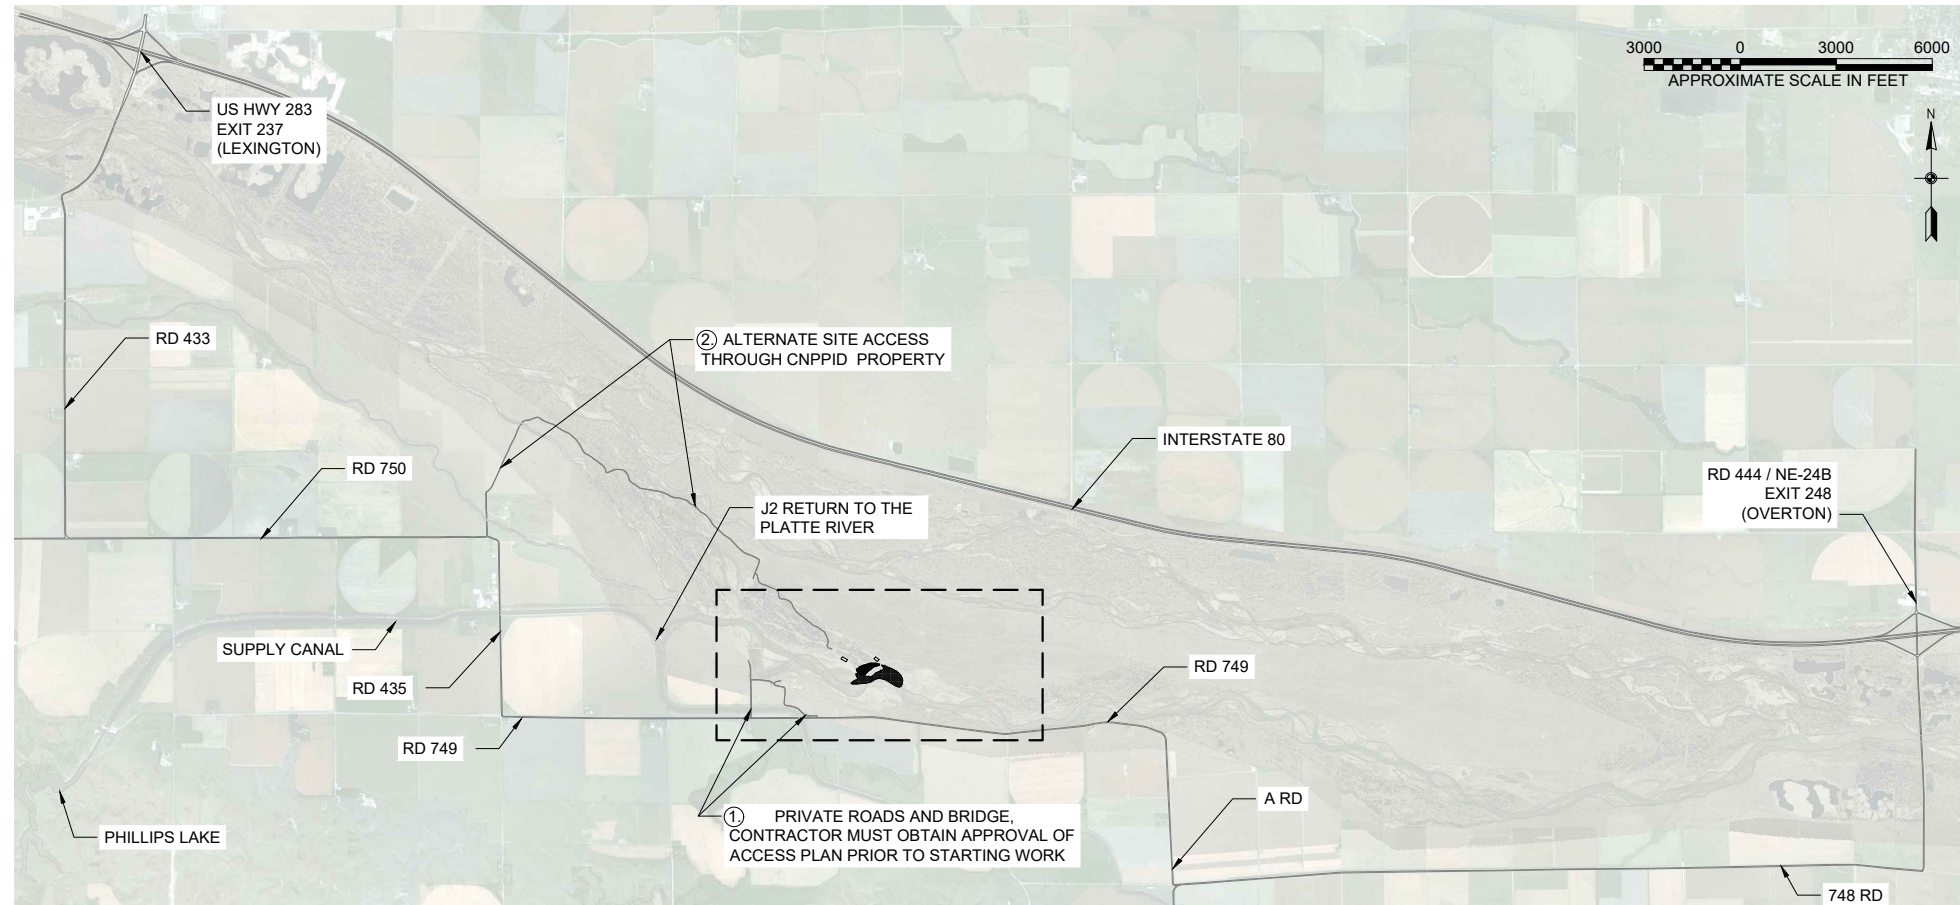 3000 0 3000 6000
APPROXIMATE SCALE IN FEET
N
US HWY 283
EXIT 237
(LEXINGTON)
RD 433
2. ALTERNATE SITE ACCESS
THROUGH CNPPID PROPERTY
INTERSTATE 80
RD 750
RD 444 / NE-24B
EXIT 248
(OVERTON)
J2 RETURN TO THE
PLATTE RIVER
SUPPLY CANAL
RD 435
RD 749
RD 749
A RD
1. PRIVATE ROADS AND BRIDGE,
CONTRACTOR MUST OBTAIN APPROVAL OF
ACCESS PLAN PRIOR TO STARTING WORK
PHILLIPS LAKE
748 RD